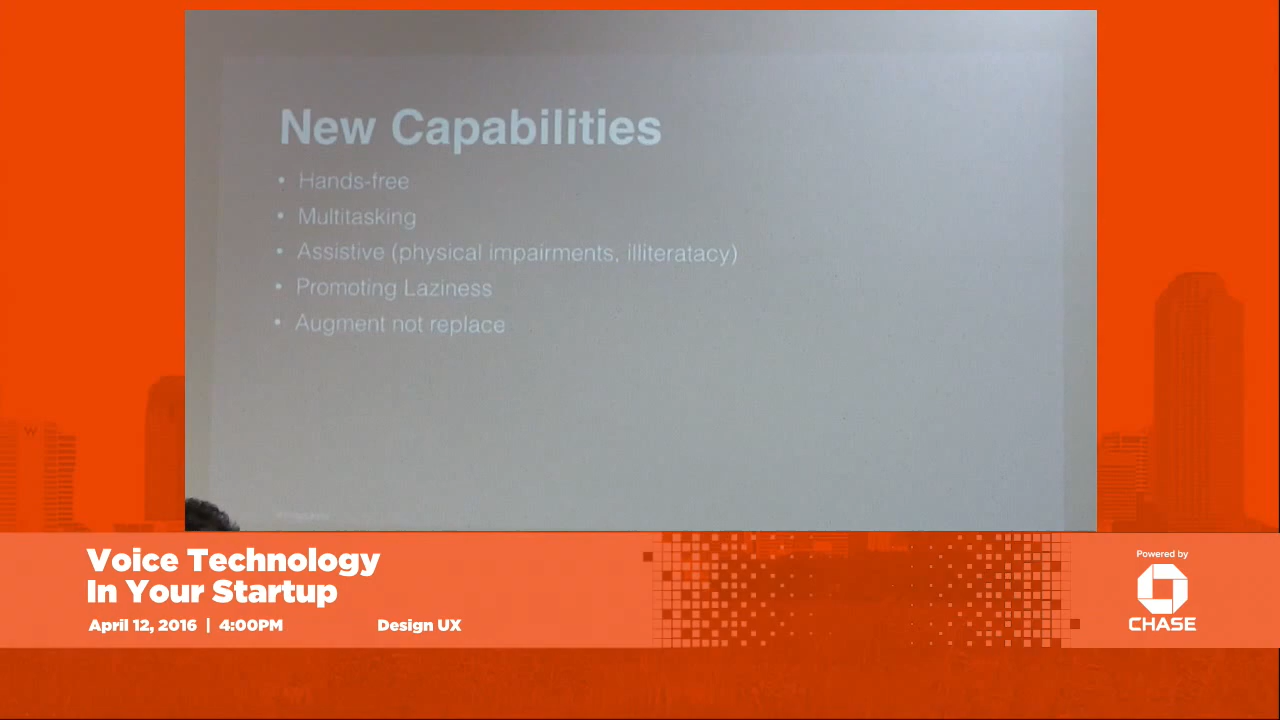 New Capabilities
• Hands-free
• Multitasking
• Assistive (physical impairments, illiteratacy)
• Promoting Laziness
• Augment not replace
Voice Technology
In Your Startup
April 12, 2016 | 4:00PM
Design UX
Powered by
CHASE
W